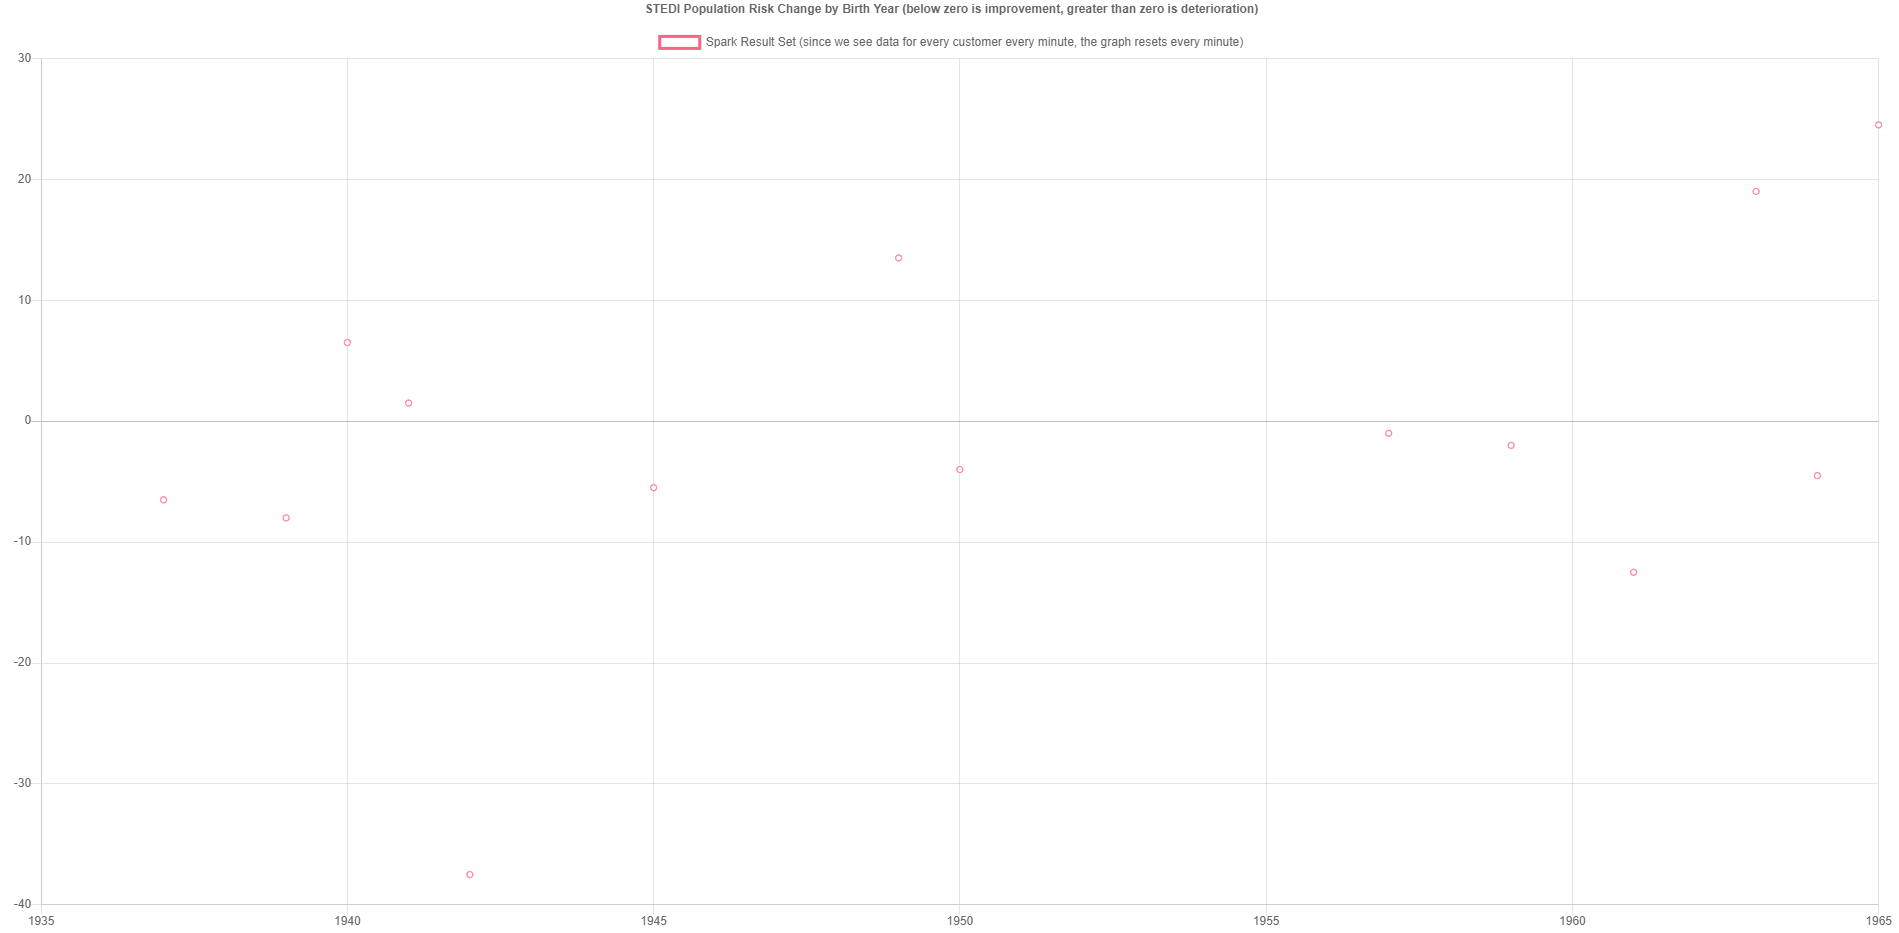 STEDI Population Risk Change by Birth Year (below zero is improvement, greater than zero is deterioration)
Spark Result Set (since we see data for every customer every minute, the graph resets every minute)
30
20
10
0
-10
-20
-30
-40
1935 1940 1945 1950 1955 1960 1965